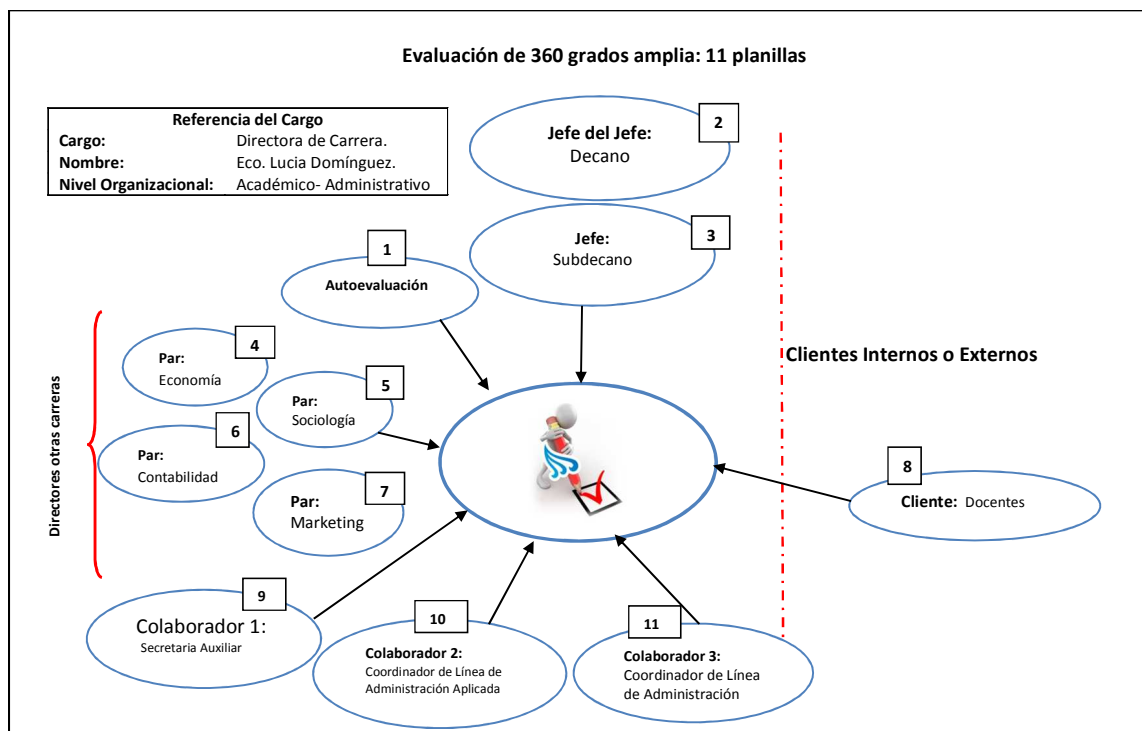 Evaluación de 360 grados amplia: 11 planillas
Referencia del Cargo
Cargo: Directora de Carrera.
Nombre: Eco. Lucia Domínguez.
Nivel Organizacional: Académico- Administrativo
2
Jefe del Jefe:
Decano
3
Jefe:
Subdecano
1
Autoevaluación
Directores otras carreras
4
Par:
Economía
5
Par:
Sociología
6
Par:
Contabilidad
7
Par:
Marketing
Clientes Internos o Externos
8
Cliente: Docentes
9
Colaborador 1:
Secretaria Auxiliar
10
Colaborador 2:
Coordinador de Línea de
Administración Aplicada
11
Colaborador 3:
Coordinador de Línea
de Administración